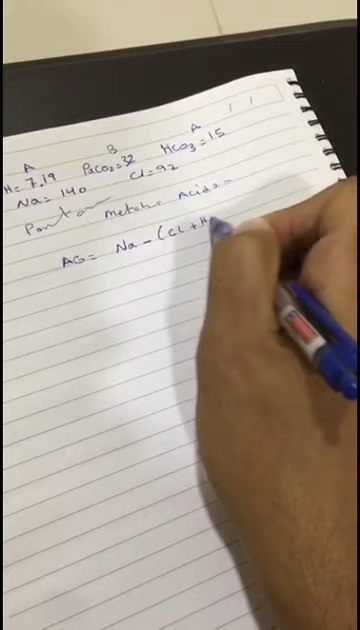 A B A
H= 7.19 Paco2=32 HCO3=15
Na = 140 Cl = 92
Metabolic Acidosis
AG= Na-(Cl+H